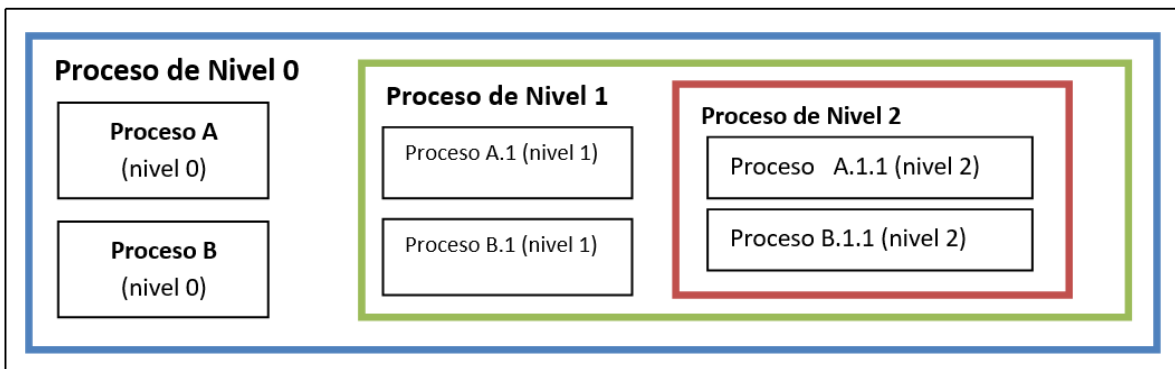 Proceso de Nivel 0
Proceso A
(nivel 0)
Proceso B
(nivel 0)
Proceso de Nivel 1
Proceso A.1 (nivel 1)
Proceso B.1 (nivel 1)
Proceso de Nivel 2
Proceso A.1.1 (nivel 2)
Proceso B.1.1 (nivel 2)